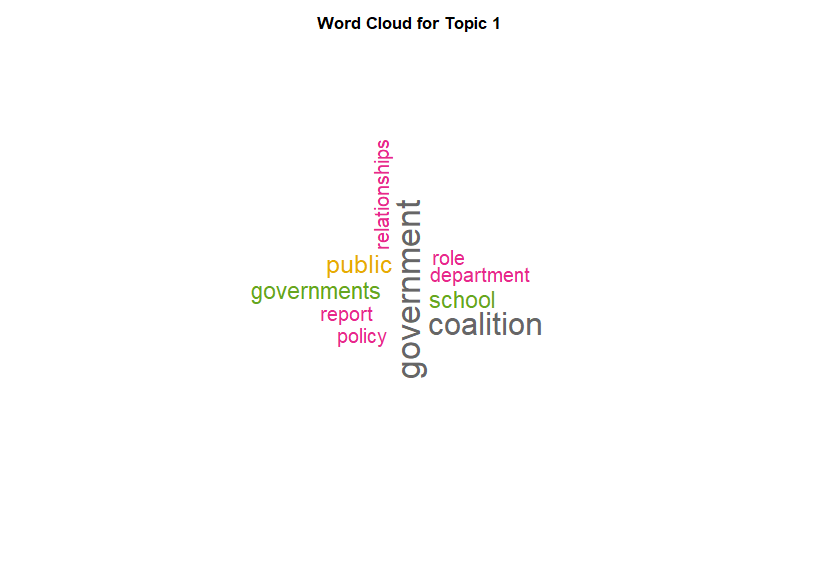 Word Cloud for Topic 1
relationships
government
public
role
department
governments
school
report
coalition
policy